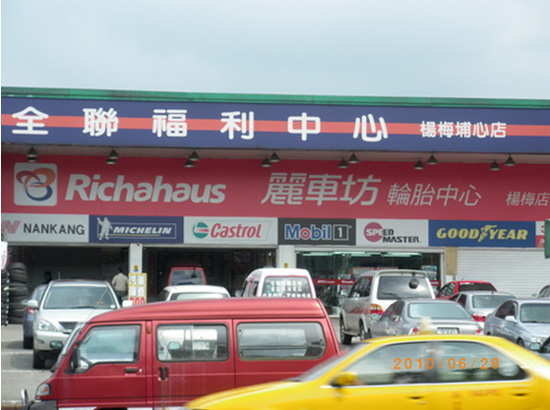 全聯福利中心 楊梅埔心店
Richahaus 麗車坊 輪胎中心 楊梅店
NANKANG MICHELIN Castrol Mobil 1 SPEED MASTER GOODYEAR
2010/06/28